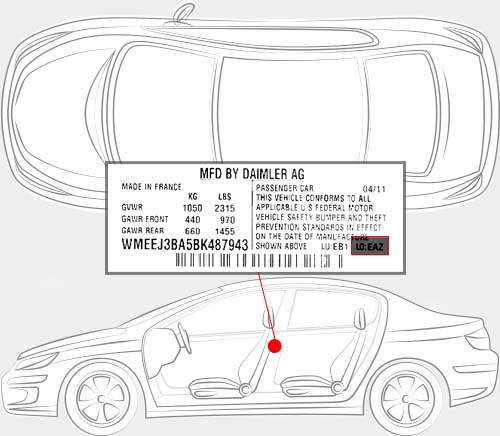 MFD BY DAIMLER AG
MADE IN FRANCE
KG LBS
GVWR 1050 2315
GAWR FRONT 440 970
GAWR REAR 660 1455
WMEEJ3BA5BK487943
PASSENGER CAR 04/11
THIS VEHICLE CONFORMS TO ALL
APPLICABLE U S FEDERAL MOTOR
VEHICLE SAFETY BUMPER AND THEFT
PREVENTION STANDARDS IN EFFECT
ON THE DATE OF MANUFACTURE
SHOWN ABOVE LU:EB1 LO:EAZ